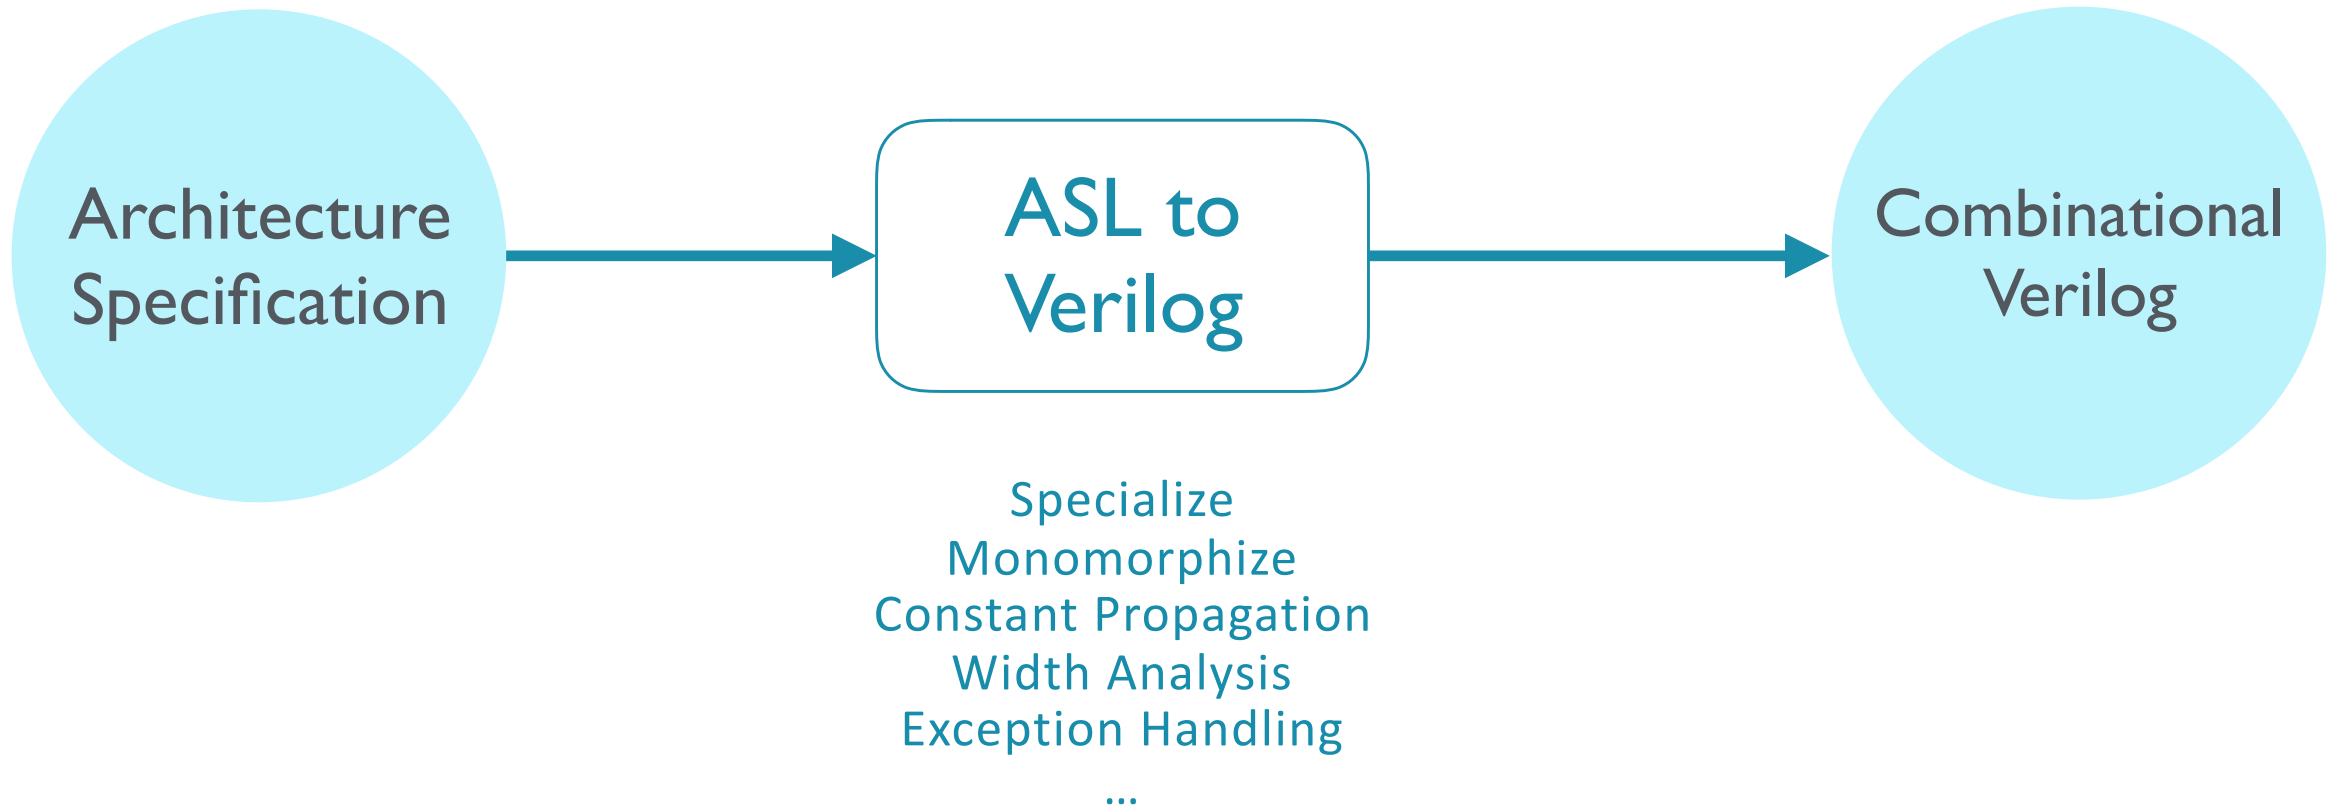 Architecture
Specification
ASL to
Verilog
Combinational
Verilog
Specialize
Monomorphize
Constant Propagation
Width Analysis
Exception Handling
...